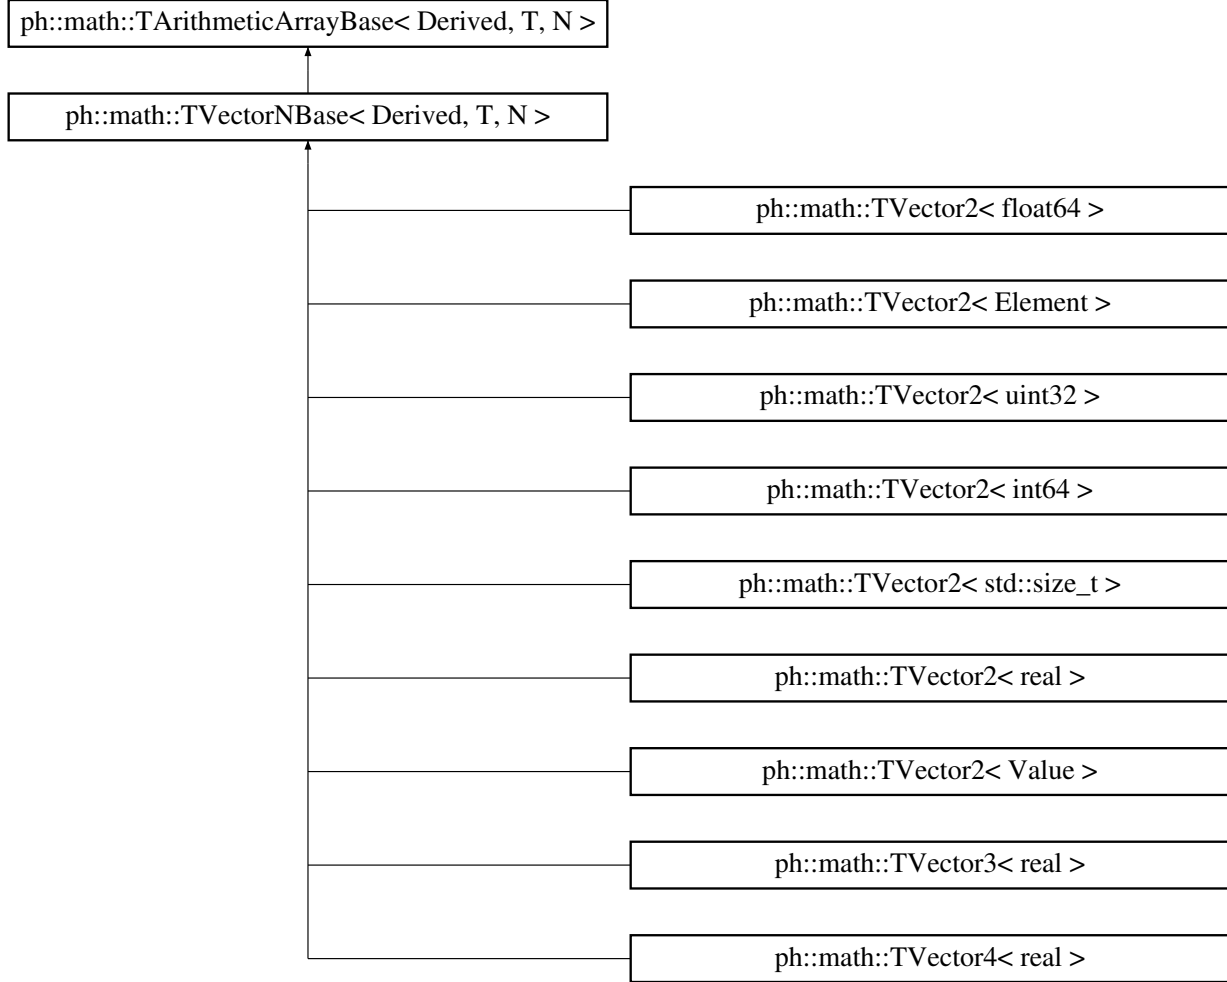 ph::math::TArithmeticArrayBase< Derived, T, N >
ph::math::TVectorNBase< Derived, T, N >
ph::math::TVector2< float64 >
ph::math::TVector2< Element >
ph::math::TVector2< uint32 >
ph::math::TVector2< int64 >
ph::math::TVector2< std::size_t >
ph::math::TVector2< real >
ph::math::TVector2< Value >
ph::math::TVector3< real >
ph::math::TVector4< real >